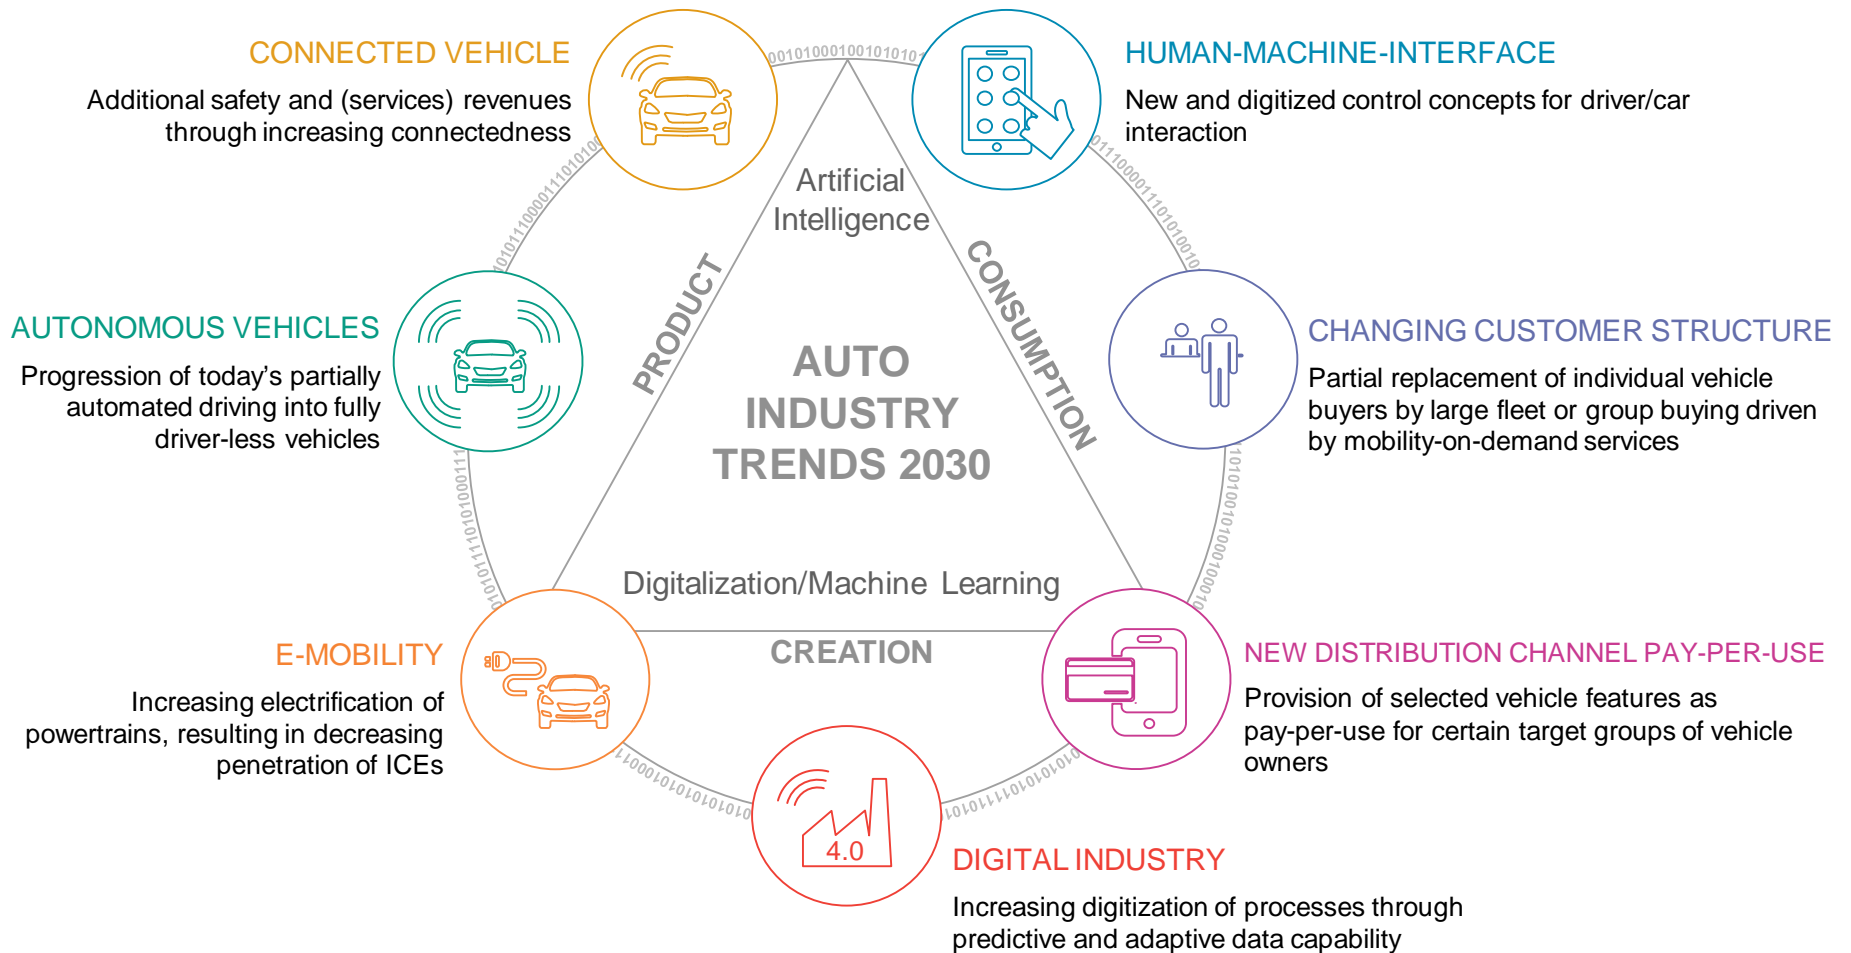 CONNECTED VEHICLE
Additional safety and (services) revenues
through increasing connectedness
HUMAN-MACHINE-INTERFACE
New and digitized control concepts for driver/car
interaction
AUTONOMOUS VEHICLES
Progression of today’s partially
automated driving into fully
driver-less vehicles
CHANGING CUSTOMER STRUCTURE
Partial replacement of individual vehicle
buyers by large fleet or group buying driven
by mobility-on-demand services
Artificial
Intelligence
PRODUCT
CONSUMPTION
AUTO
INDUSTRY
TRENDS 2030
Digitalization/Machine Learning
CREATION
E-MOBILITY
Increasing electrification of
powertrains, resulting in decreasing
penetration of ICEs
NEW DISTRIBUTION CHANNEL PAY-PER-USE
Provision of selected vehicle features as
pay-per-use for certain target groups of vehicle
owners
4.0
DIGITAL INDUSTRY
Increasing digitization of processes through
predictive and adaptive data capability